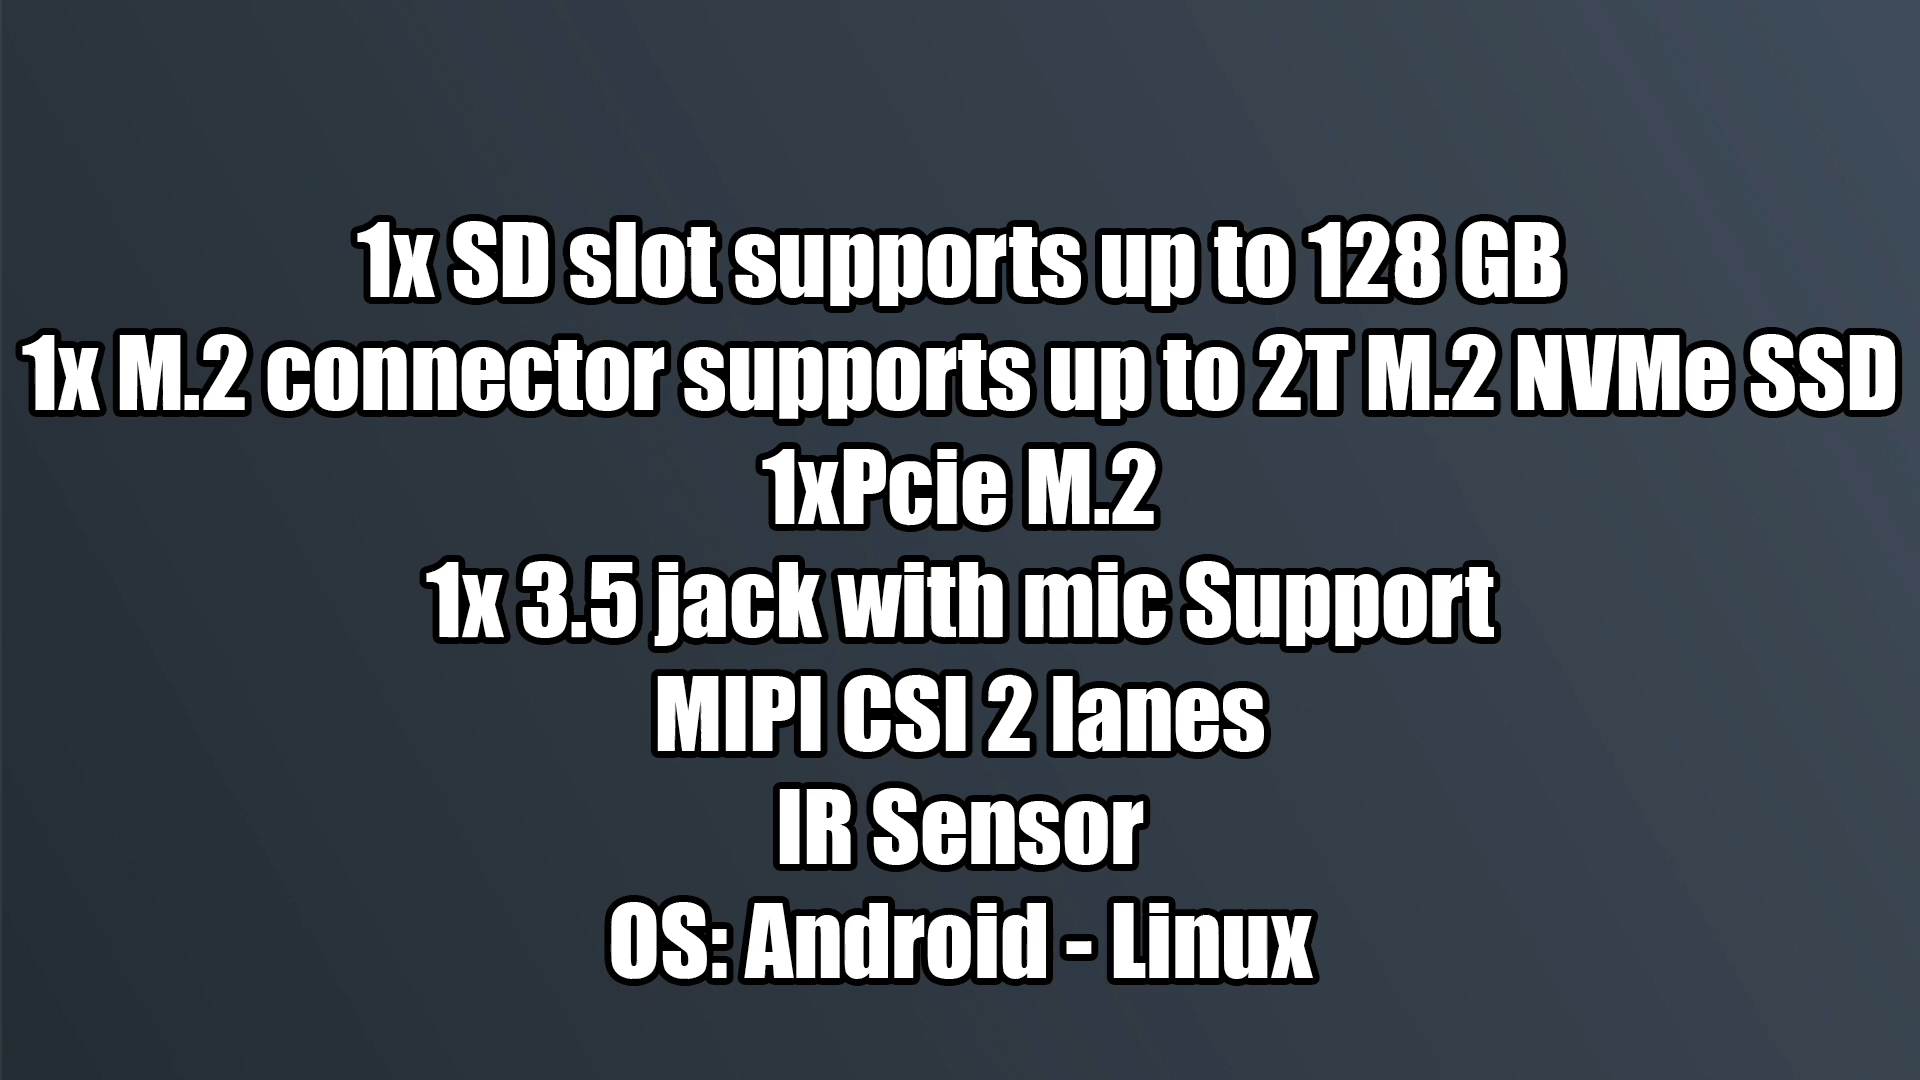 1x SD slot supports up to 128 GB
1x M.2 connector supports up to 2T M.2 NVMe SSD
1xPcie M.2
1x 3.5 jack with mic Support
MIPI CSI 2 lanes
IR Sensor
OS: Android - Linux